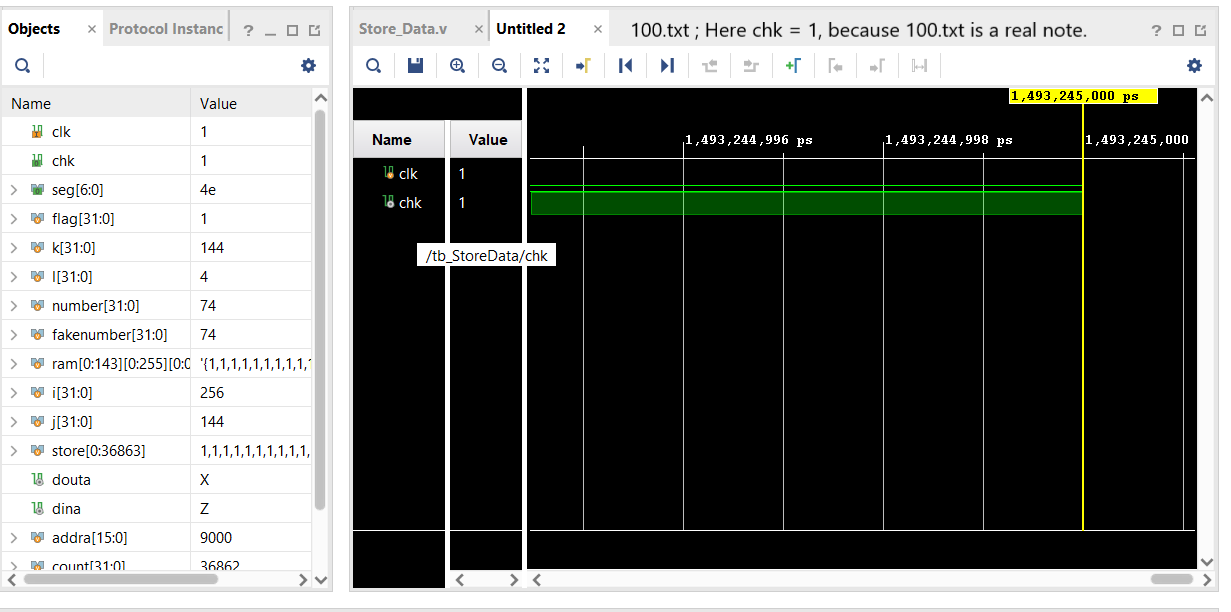 Objects × Protocol Instanc ?
Name Value
clk 1
chk 1
seg[6:0] 4e
flag[31:0] 1
k[31:0] 144
l[31:0] 4
number[31:0] 74
fakenumber[31:0] 74
ram[0:143][0:255][0:0 '{1,1,1,1,1,1,1,1,1,1
i[31:0] 256
j[31:0] 144
store[0:36863] 1,1,1,1,1,1,1,1,1,1,
douta X
dina Z
addra[15:0] 9000
count[31:0] 36862
Store_Data.v × Untitled 2 × 100.txt ; Here chk = 1, because 100.txt is a real note. ?
1,493,245,000 ps
Name Value
1,493,244,996 ps 1,493,244,998 ps 1,493,245,000
clk 1
chk 1
/tb_StoreData/chk